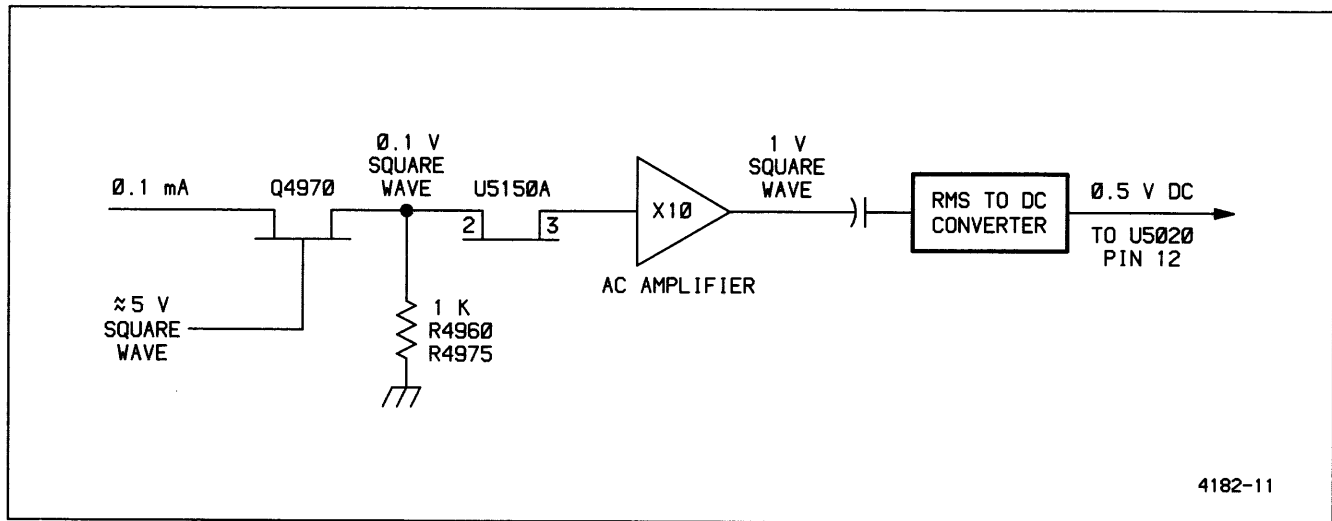 0.1 mA
Q4970
0.1 V
SQUARE
WAVE
U5150A
2
3
X10
AC AMPLIFIER
1 V
SQUARE
WAVE
RMS TO DC
CONVERTER
0.5 V DC
TO U5020
PIN 12
≈5 V
SQUARE
WAVE
1 K
R4960
R4975
4182-11